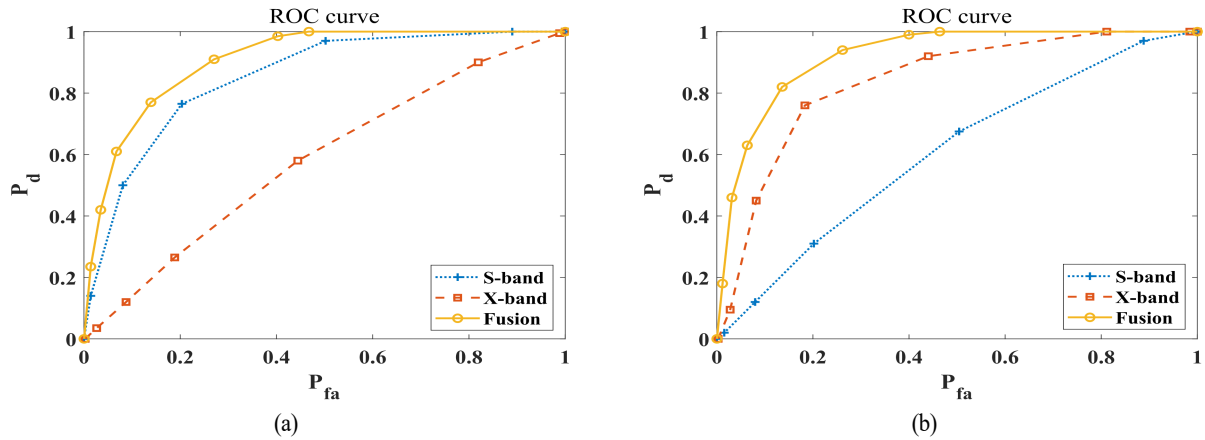 ROC curve
1
0.8
0.6
0.4
0.2
0
P_d
0 0.2 0.4 0.6 0.8 1
P_fa
S-band
X-band
Fusion
(a)
ROC curve
1
0.8
0.6
0.4
0.2
0
P_d
0 0.2 0.4 0.6 0.8 1
P_fa
S-band
X-band
Fusion
(b)